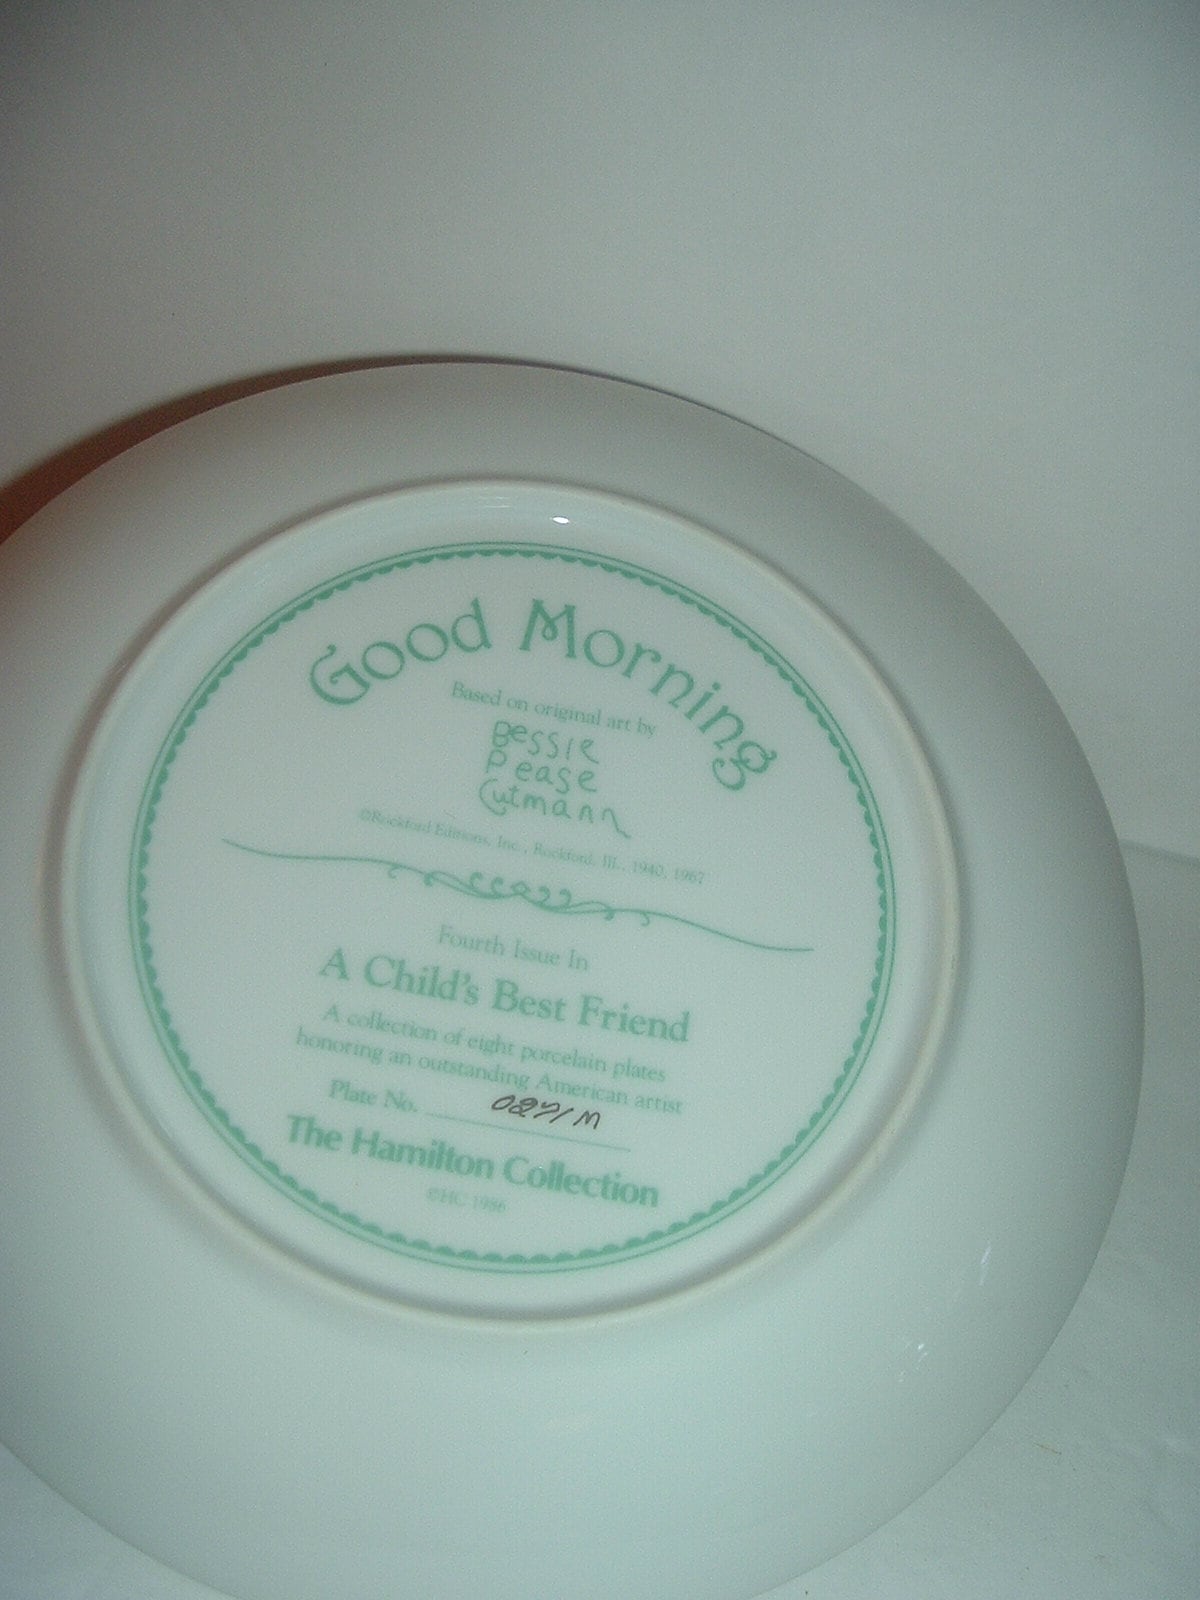 Good Morning
Based on original art by
Bessie
Pease
Gutmann
©Rockford Editions, Inc., Rockford, Ill., 1940, 1967
Fourth Issue In
A Child's Best Friend
A collection of eight porcelain plates
honoring an outstanding American artist
Plate No. 0271M
The Hamilton Collection
©HC 1986